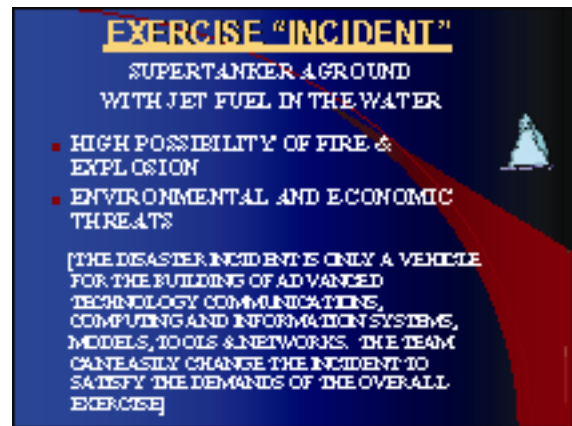 EXERCISE “INCIDENT”
SUPERTANKER AGROUND
WITH JET FUEL IN THE WATER
HIGH POSSIBILITY OF FIRE &
EXPLOSION
ENVIRONMENTAL AND ECONOMIC
THREATS
[THE DISASTER INCIDENT IS ONLY A VEHICLE
FOR THE BUILDING OF ADVANCED
TECHNOLOGY COMMUNICATIONS,
COMPUTING AND INFORMATION SYSTEMS,
MODELS, TOOLS & NETWORKS. THE TEAM
CAN EASILY CHANGE THE INCIDENT TO
SATISFY THE DEMANDS OF THE OVERALL
EXERCISE]